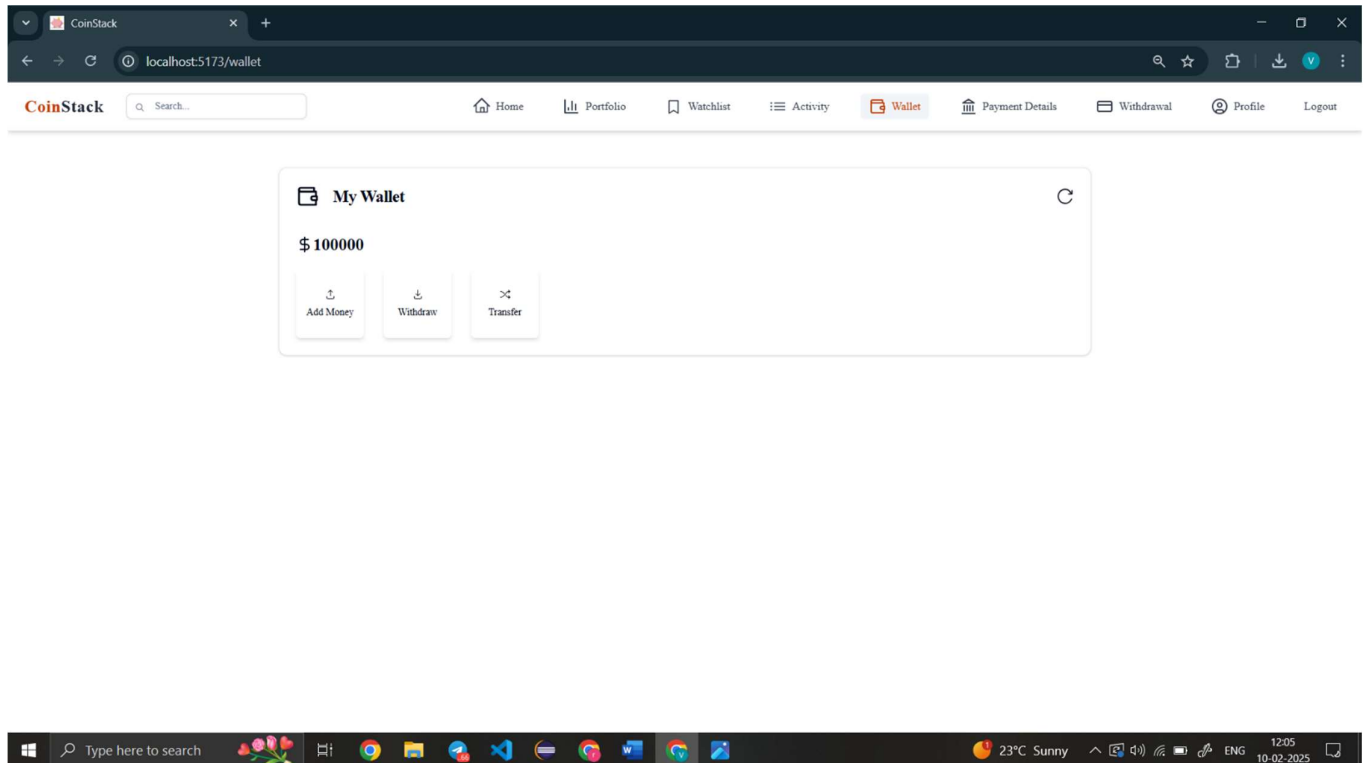 CoinStack
localhost:5173/wallet
V
CoinStack Search... Home Portfolio Watchlist Activity Wallet Payment Details Withdrawal Profile Logout
My Wallet
$100000
Add Money Withdraw Transfer
Type here to search 23°C Sunny ENG 12:05
10-02-2025